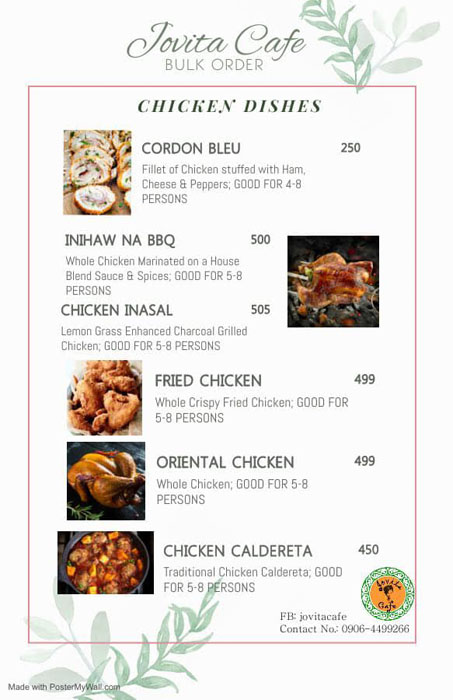 Jovita Cafe
BULK ORDER
CHICKEN DISHES
CORDON BLEU 250
Fillet of Chicken stuffed with Ham,
Cheese & Peppers; GOOD FOR 4-8
PERSONS
INIHAW NA BBQ 500
Whole Chicken Marinated on a House
Blend Sauce & Spices; GOOD FOR 5-8
PERSONS
CHICKEN INASAL 505
Lemon Grass Enhanced Charcoal Grilled
Chicken; GOOD FOR 5-8 PERSONS
FRIED CHICKEN 499
Whole Crispy Fried Chicken; GOOD FOR
5-8 PERSONS
ORIENTAL CHICKEN 499
Whole Chicken; GOOD FOR 5-8
PERSONS
CHICKEN CALDERETA 450
Traditional Chicken Caldereta; GOOD
FOR 5-8 PERSONS
Jovita
Cafe
FB: jovitacafe
Contact No.: 0906-4499266
Made with PosterMyWall.com